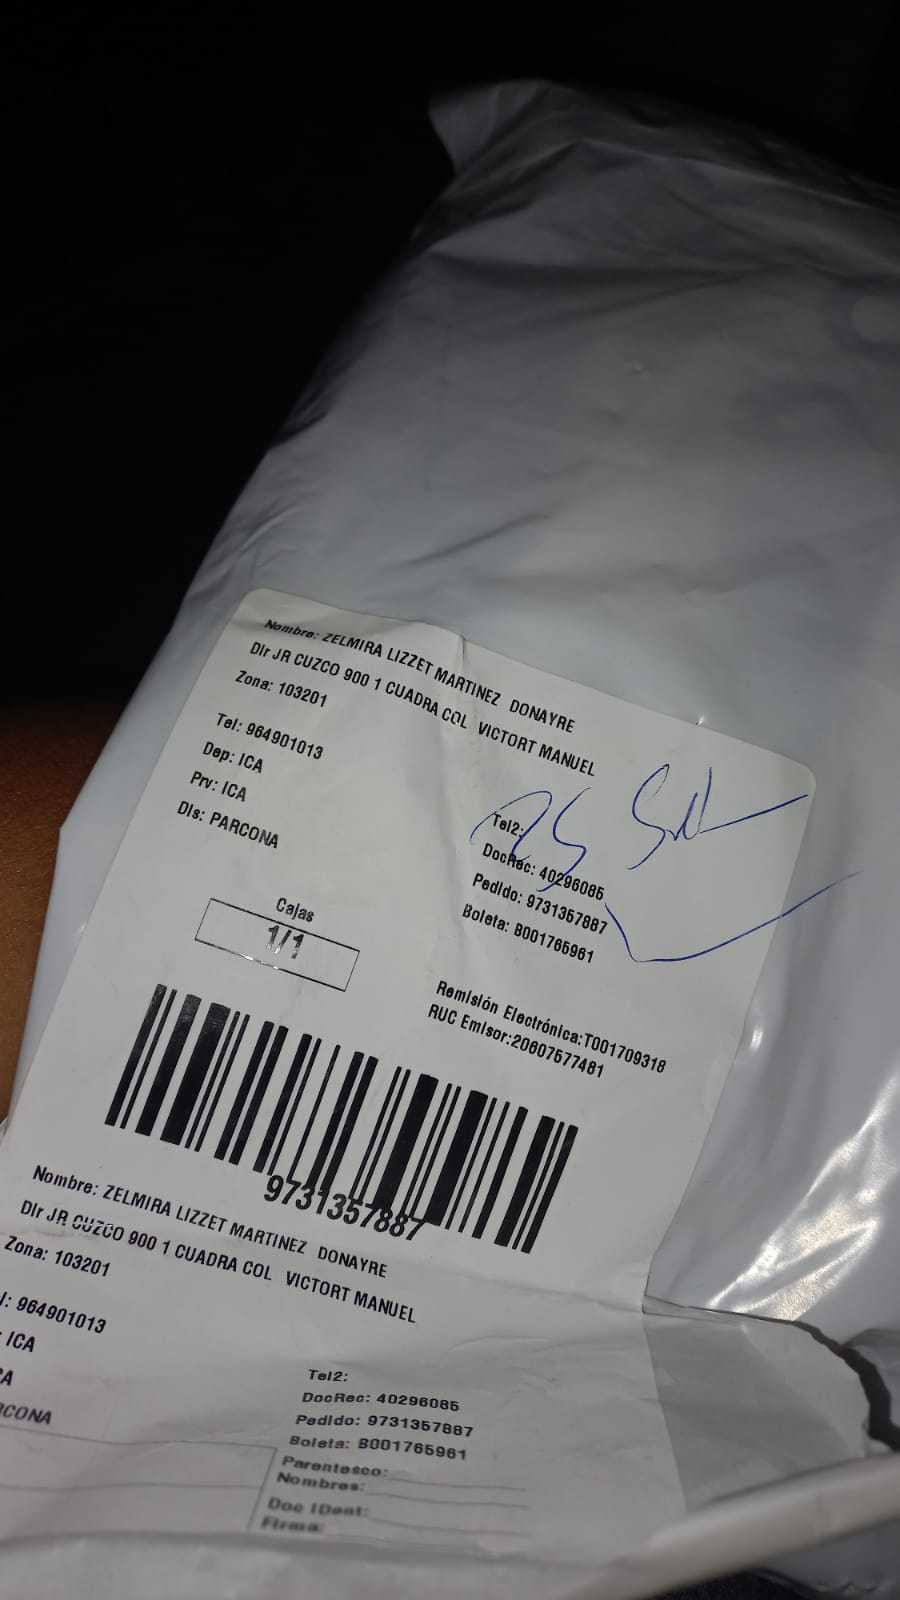 Nombre: ZELMIRA LIZZET MARTINEZ DONAYRE
Dir JR CUZCO 900 1 CUADRA COL VICTORT MANUEL
Zona: 103201
Tel: 964901013
Dep: ICA
Prv: ICA
Dis: PARCONA
Tel2:
DocRec: 40296085
Pedido: 9731357887
Boleta: B001765961
Cajas
1/1
Remisión Electrónica:T001709318
RUC Emisor:20607577481
9731357887
Nombre: ZELMIRA LIZZET MARTINEZ DONAYRE
Dir JR CUZCO 900 1 CUADRA COL VICTORT MANUEL
Zona: 103201
l: 964901013
: ICA
CA
RCONA
Tel2:
DocRec: 40296085
Pedido: 9731357887
Boleta: B001765961
Parentesco:
Nombres:
Doc IDent:
Firma: